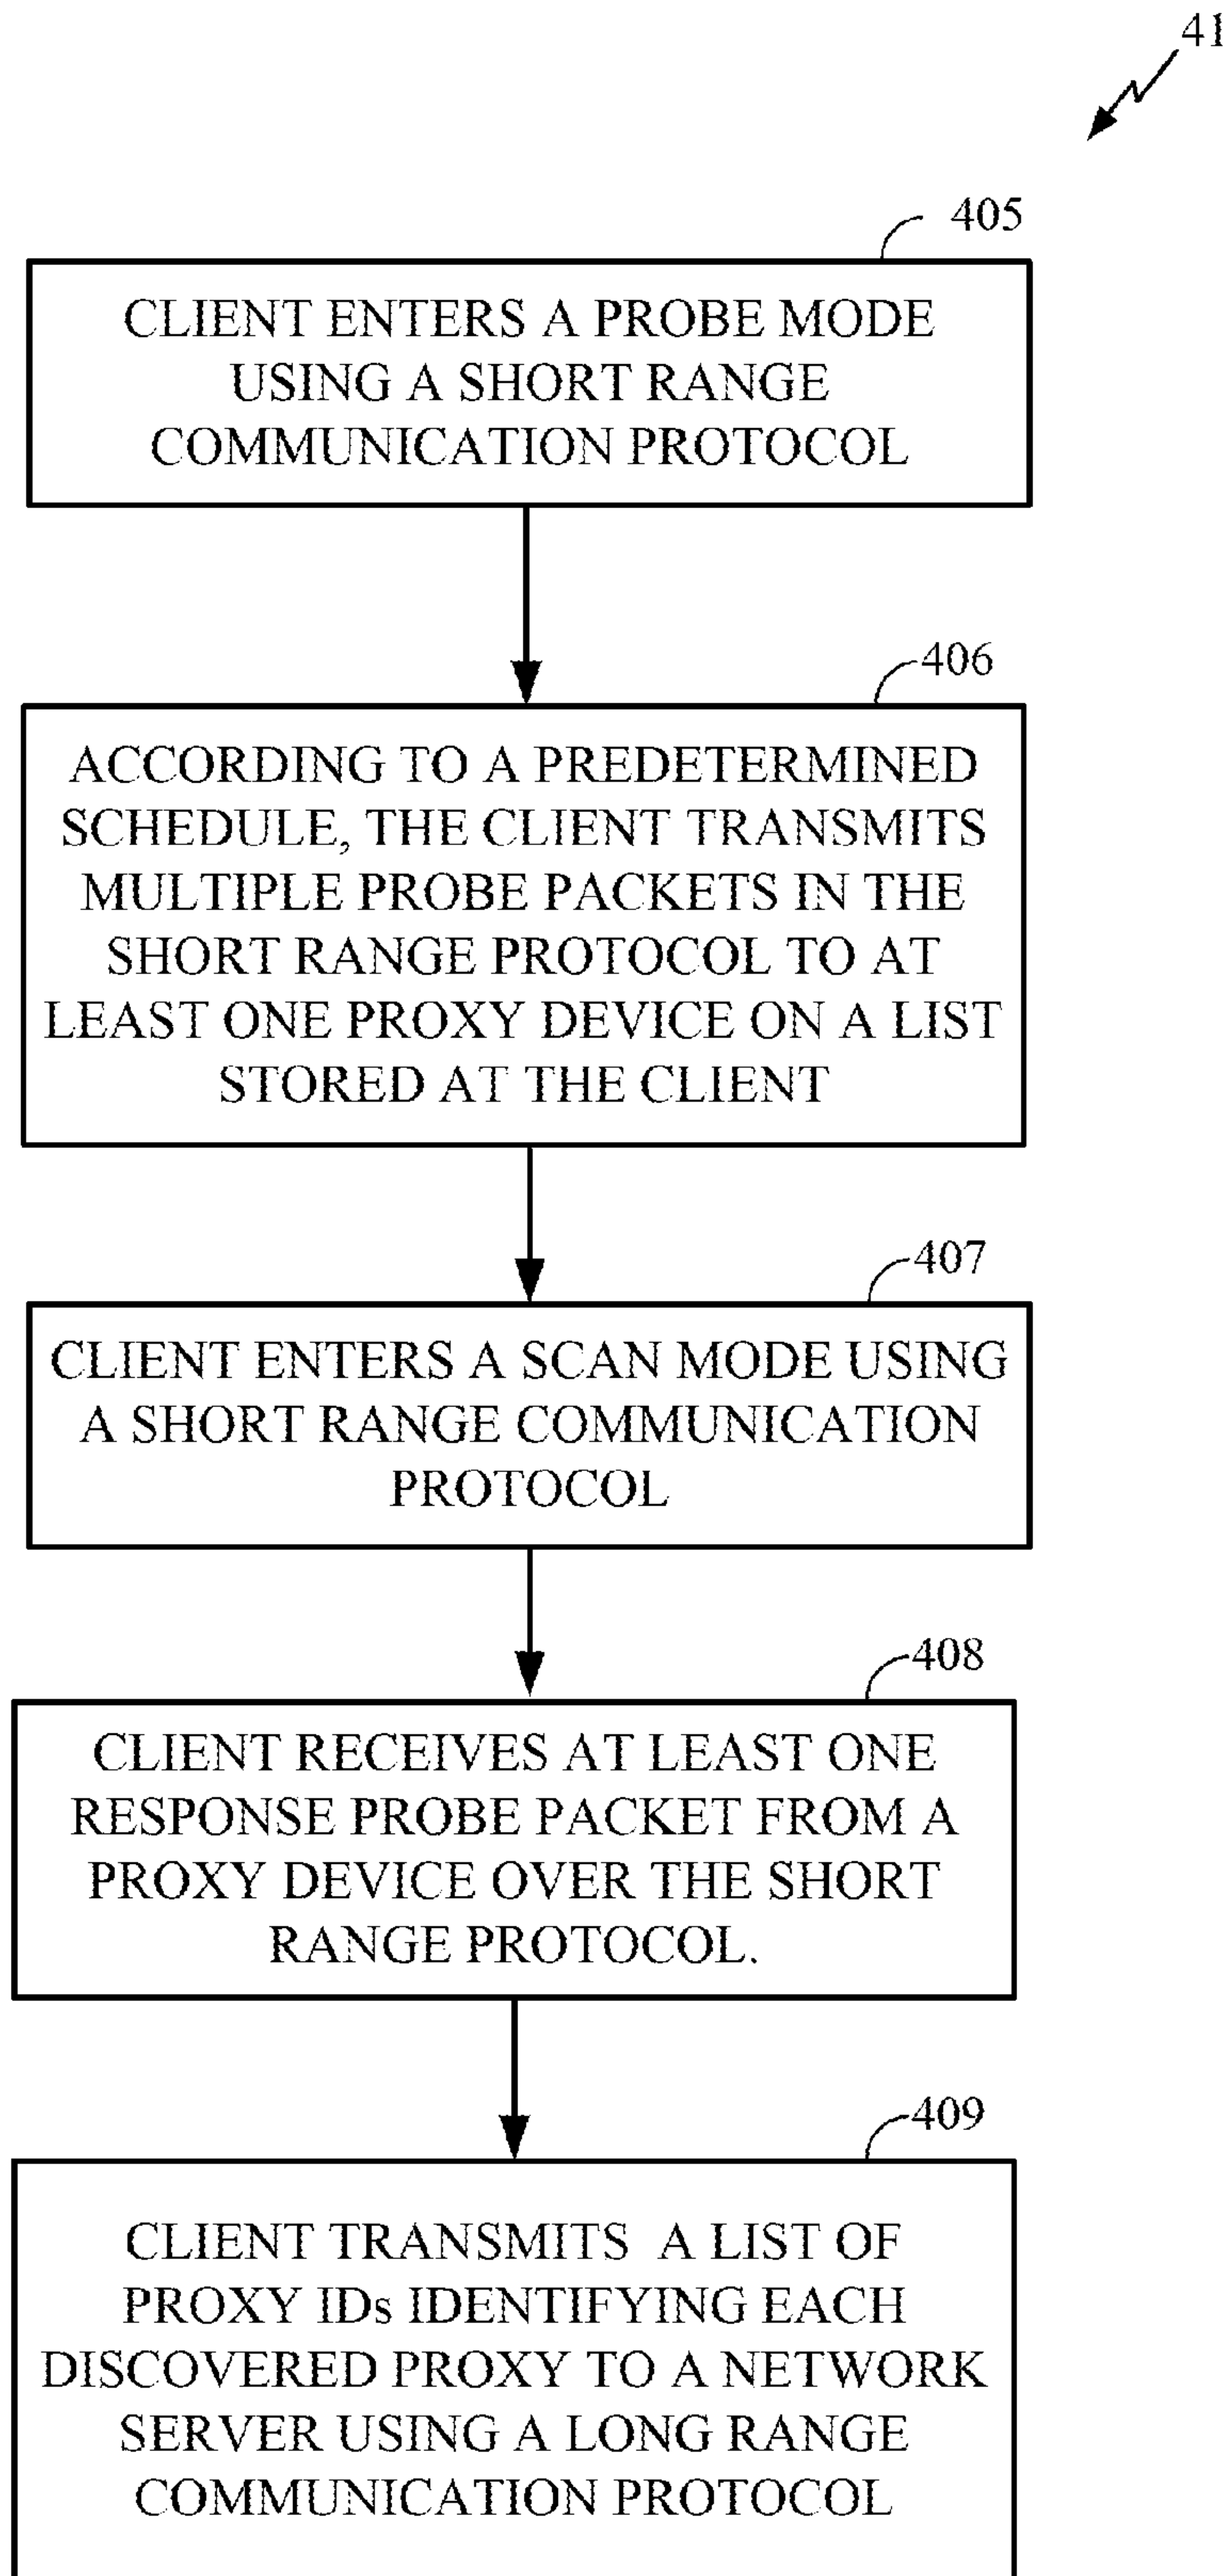 41
405
CLIENT ENTERS A PROBE MODE
USING A SHORT RANGE
COMMUNICATION PROTOCOL
406
ACCORDING TO A PREDETERMINED
SCHEDULE, THE CLIENT TRANSMITS
MULTIPLE PROBE PACKETS IN THE
SHORT RANGE PROTOCOL TO AT
LEAST ONE PROXY DEVICE ON A LIST
STORED AT THE CLIENT
407
CLIENT ENTERS A SCAN MODE USING
A SHORT RANGE COMMUNICATION
PROTOCOL
408
CLIENT RECEIVES AT LEAST ONE
RESPONSE PROBE PACKET FROM A
PROXY DEVICE OVER THE SHORT
RANGE PROTOCOL.
409
CLIENT TRANSMITS  A LIST OF
PROXY IDs IDENTIFYING EACH
DISCOVERED PROXY TO A NETWORK
SERVER USING A LONG RANGE
COMMUNICATION PROTOCOL